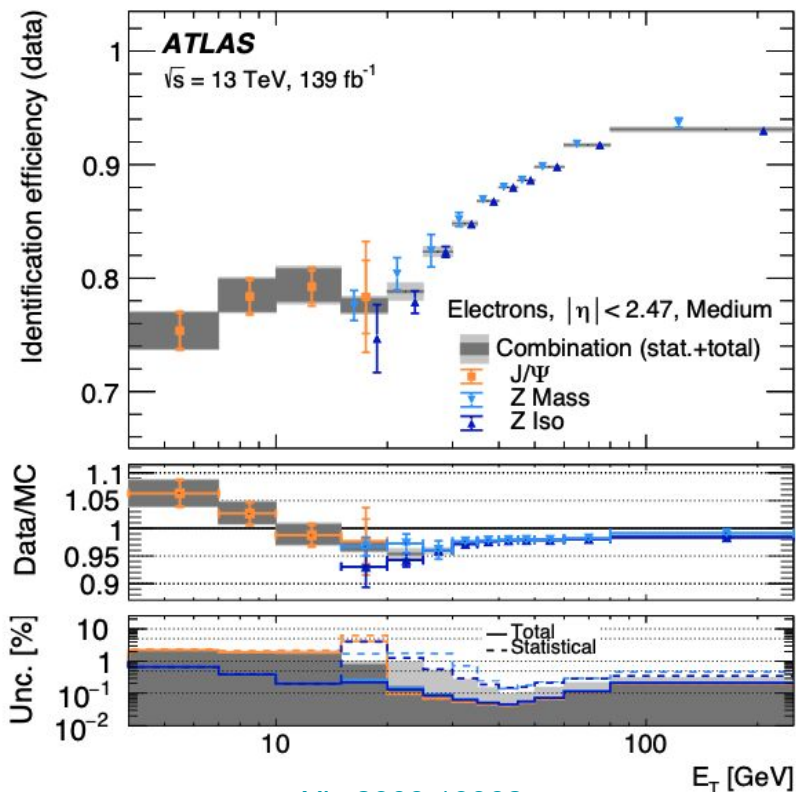 ATLAS
√s = 13 TeV, 139 fb⁻¹
Identification efficiency (data)
1
0.9
0.8
0.7
Electrons, |η| < 2.47, Medium
Combination (stat.+total)
J/Ψ
Z Mass
Z Iso
Data/MC
1.1
1.05
1
0.95
0.9
Unc. [%]
10
1
10⁻¹
10⁻²
Total
Statistical
10
100
E_T [GeV]